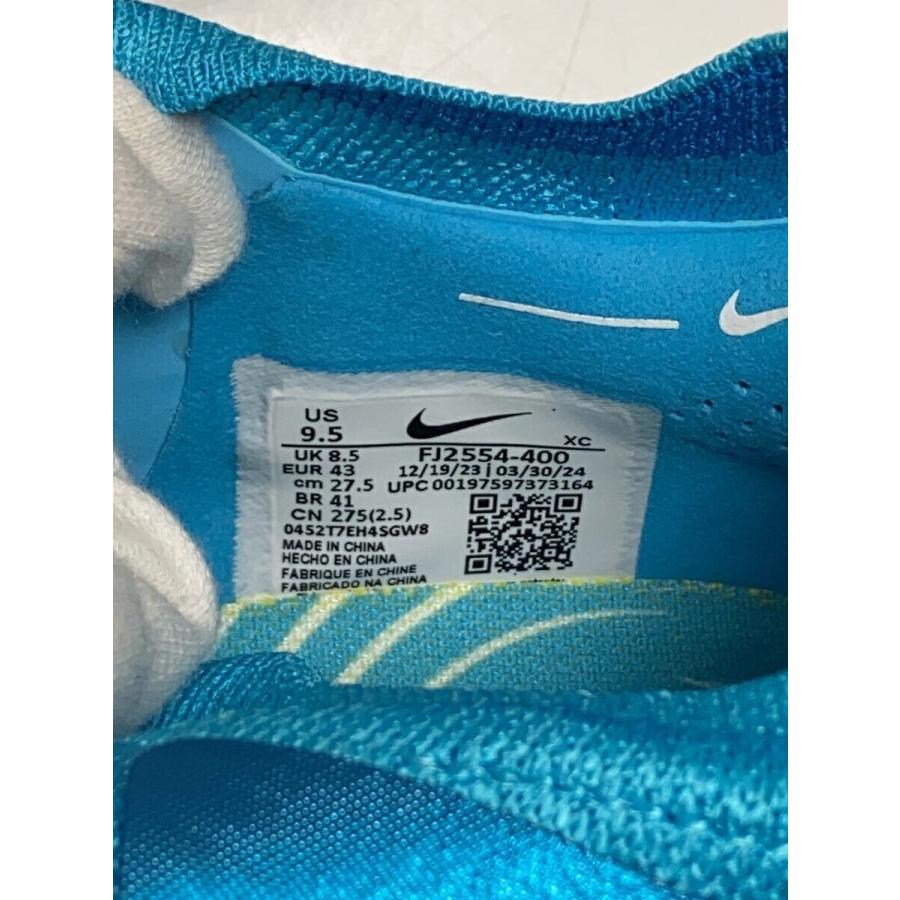 US
9.5
XC
UK 8.5
FJ2554-400
EUR 43
12/19/23 | 03/30/24
cm 27.5
UPC 00197597373164
BR 41
CN 275(2.5)
0452T7EH4SGW8
MADE IN CHINA
HECHO EN CHINA
FABRIQUE EN CHINE
FABRICADO NA CHINA